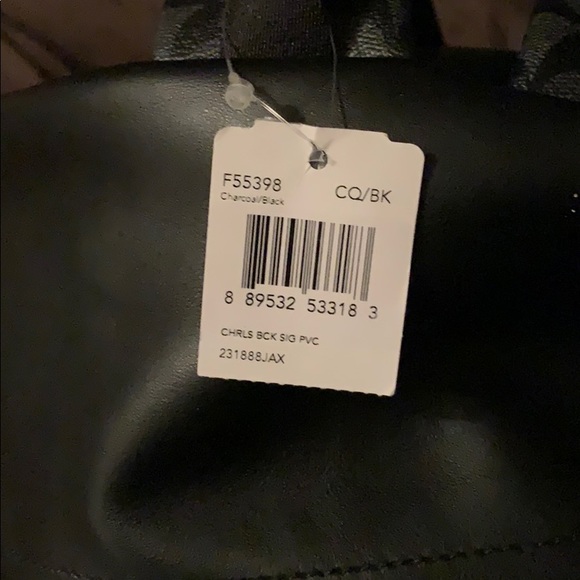 F55398 CQ/BK
Charcoal/Black
8 89532 53318 3
CHRLS BCK SIG PVC
231888JAX